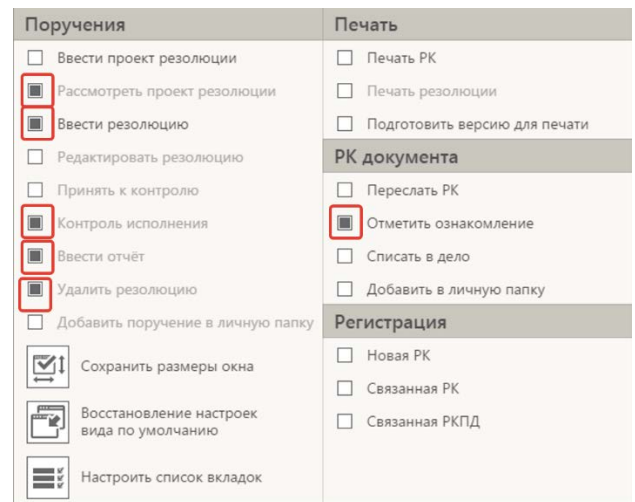 Поручения
Ввести проект резолюции
Рассмотреть проект резолюции
Ввести резолюцию
Редактировать резолюцию
Принять к контролю
Контроль исполнения
Ввести отчёт
Удалить резолюцию
Добавить поручение в личную папку
Сохранить размеры окна
Восстановление настроек
вида по умолчанию
Настроить список вкладок
Печать
Печать РК
Печать резолюции
Подготовить версию для печати
РК документа
Переслать РК
Отметить ознакомление
Списать в дело
Добавить в личную папку
Регистрация
Новая РК
Связанная РК
Связанная РКПД